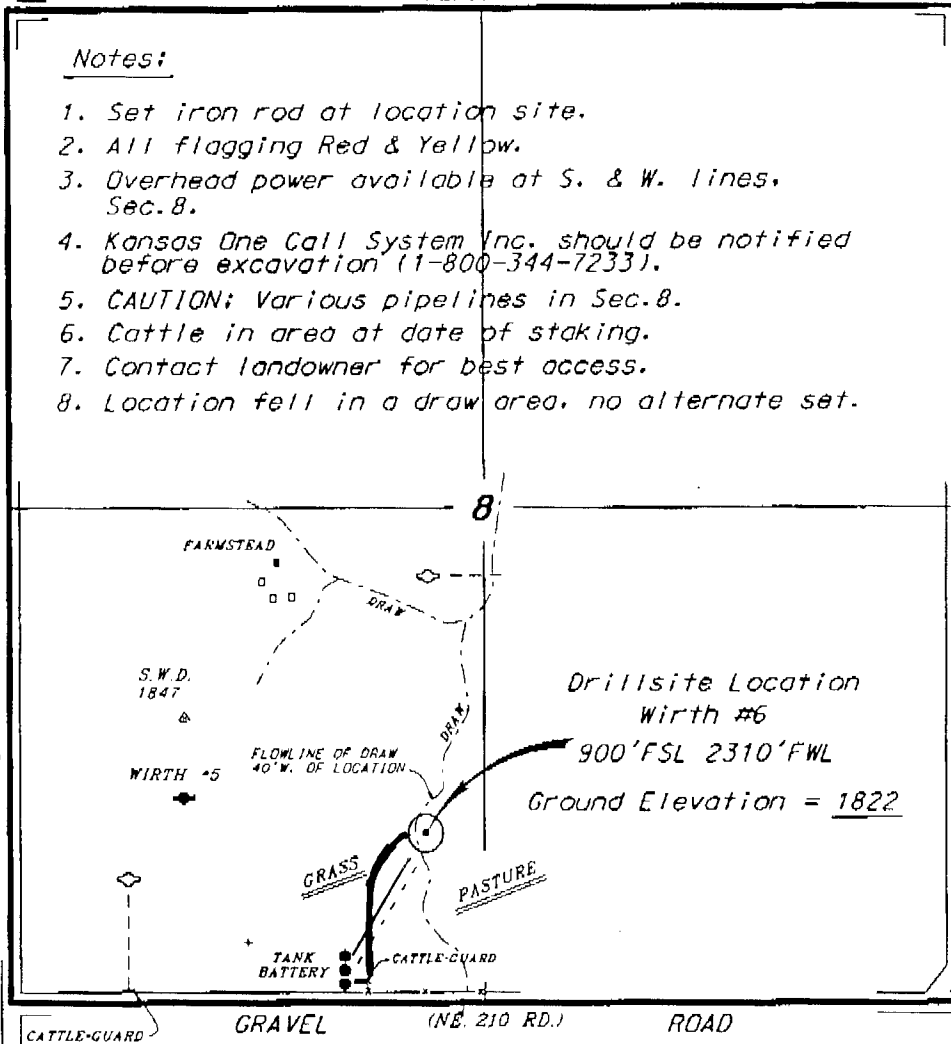 Notes:
1. Set iron rod at location site.
2. All flagging Red & Yellow.
3. Overhead power available at S. & W. lines,
Sec.8.
4. Kansas One Call System Inc. should be notified
before excavation (1-800-344-7233).
5. CAUTION: Various pipelines in Sec.8.
6. Cattle in area at date of staking.
7. Contact landowner for best access.
8. Location fell in a draw area, no alternate set.
8
FARMSTEAD
DRAW
S.W.D.
1847
DRAW
Drillsite Location
Wirth #6
900'FSL 2310'FWL
Ground Elevation = 1822
FLOWLINE OF DRAW
40'W. OF LOCATION
WIRTH #5
GRASS
PASTURE
TANK
BATTERY
CATTLE-GUARD
GRAVEL (NE. 210 RD.) ROAD
CATTLE-GUARD